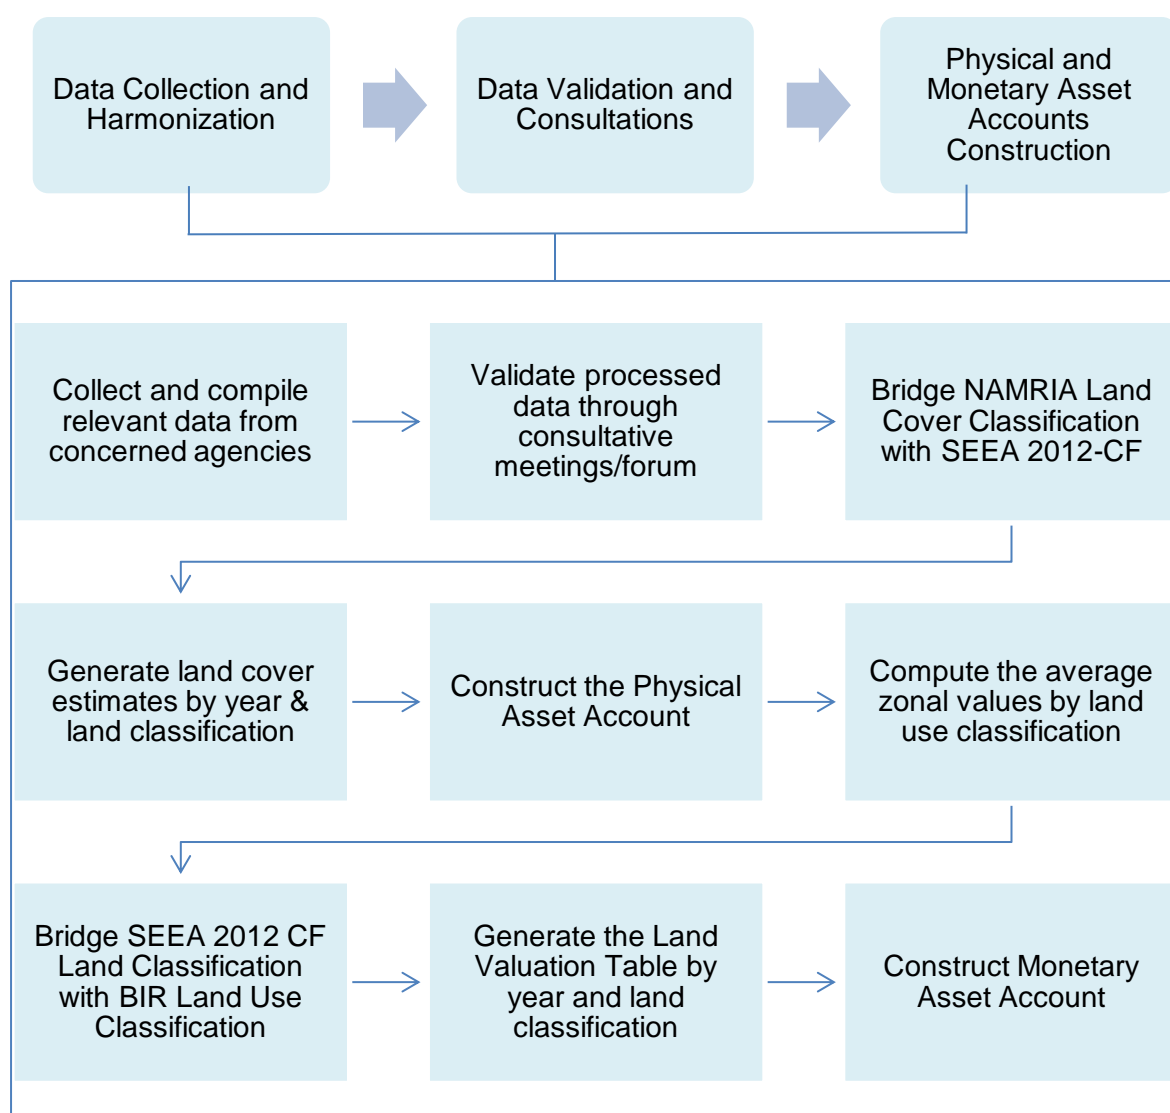 Data Collection and
Harmonization
Data Validation and
Consultations
Physical and
Monetary Asset
Accounts
Construction
Collect and compile
relevant data from
concerned agencies
Validate processed
data through
consultative
meetings/forum
Bridge NAMRIA Land
Cover Classification
with SEEA 2012-CF
Generate land cover
estimates by year &
land classification
Construct the Physical
Asset Account
Compute the average
zonal values by land
use classification
Bridge SEEA 2012 CF
Land Classification
with BIR Land Use
Classification
Generate the Land
Valuation Table by
year and land
classification
Construct Monetary
Asset Account